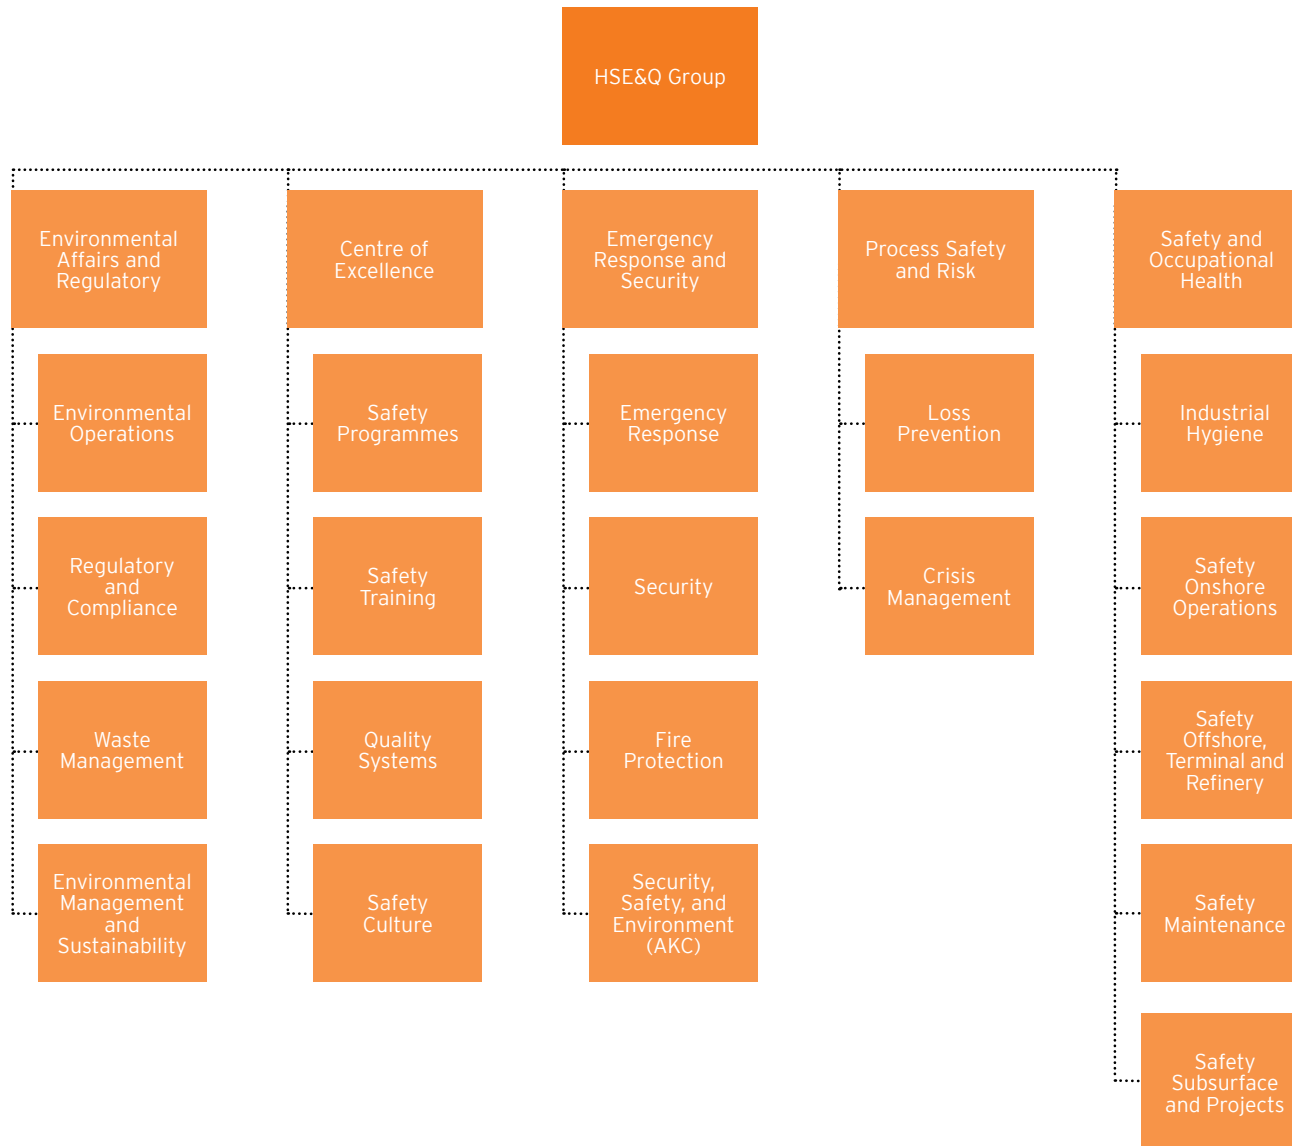 HSE&Q Group
Environmental
Affairs and
Regulatory
Environmental
Operations
Regulatory
and
Compliance
Waste
Management
Environmental
Management
and
Sustainability
Centre of
Excellence
Safety
Programmes
Safety
Training
Quality
Systems
Safety
Culture
Emergency
Response and
Security
Emergency
Response
Security
Fire
Protection
Security,
Safety, and
Environment
(AKC)
Process Safety
and Risk
Loss
Prevention
Crisis
Management
Safety and
Occupational
Health
Industrial
Hygiene
Safety
Onshore
Operations
Safety
Offshore,
Terminal and
Refinery
Safety
Maintenance
Safety
Subsurface
and Projects